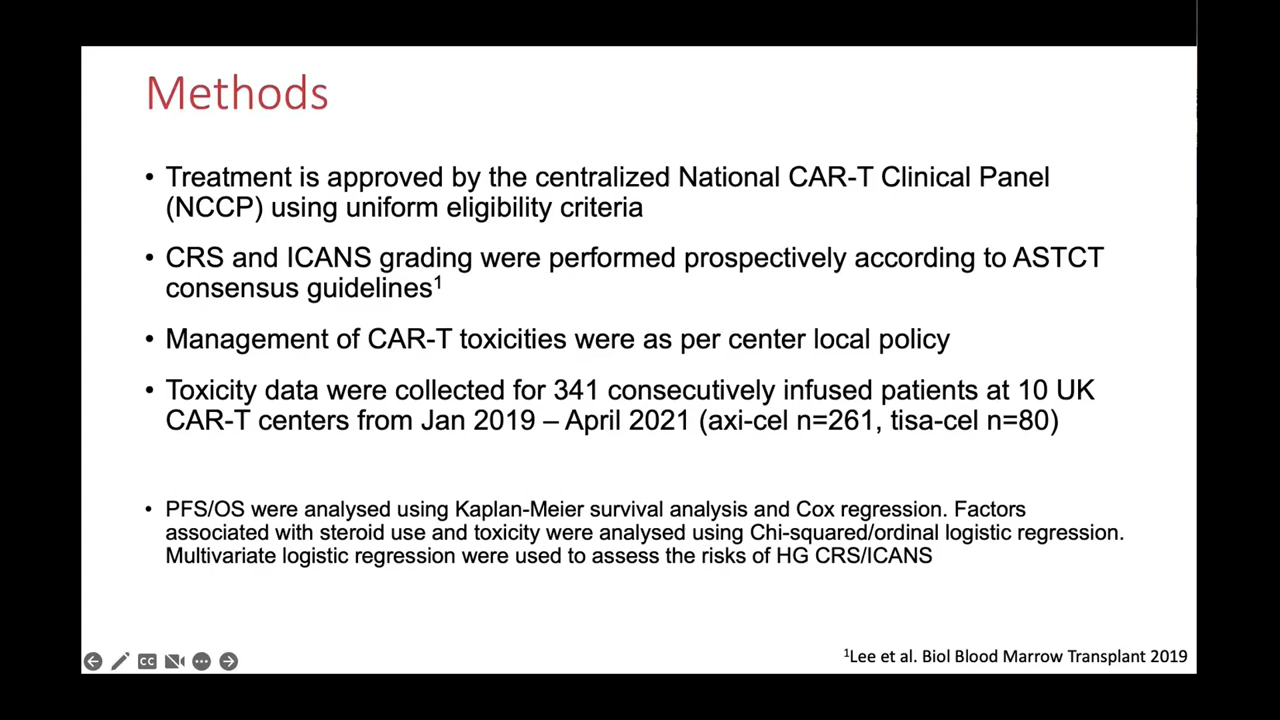 Methods
• Treatment is approved by the centralized National CAR-T Clinical Panel
(NCCP) using uniform eligibility criteria
• CRS and ICANS grading were performed prospectively according to ASTCT
consensus guidelines¹
• Management of CAR-T toxicities were as per center local policy
• Toxicity data were collected for 341 consecutively infused patients at 10 UK
CAR-T centers from Jan 2019 – April 2021 (axi-cel n=261, tisa-cel n=80)
• PFS/OS were analysed using Kaplan-Meier survival analysis and Cox regression. Factors
associated with steroid use and toxicity were analysed using Chi-squared/ordinal logistic regression.
Multivariate logistic regression were used to assess the risks of HG CRS/ICANS
CC
¹Lee et al. Biol Blood Marrow Transplant 2019